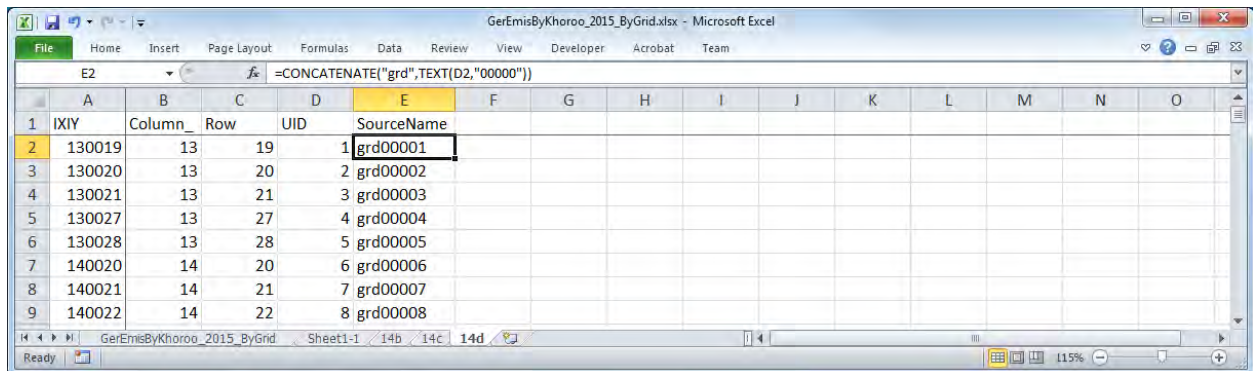 GerEmisByKhoroo_2015_ByGrid.xlsx - Microsoft Excel
File Home Insert Page Layout Formulas Data Review View Developer Acrobat Team
E2 fx =CONCATENATE("grd",TEXT(D2,"00000"))
A B C D E F G H I J K L M N O
1 IXIY Column_ Row UID SourceName
2 130019 13 19 1 grd00001
3 130020 13 20 2 grd00002
4 130021 13 21 3 grd00003
5 130027 13 27 4 grd00004
6 130028 13 28 5 grd00005
7 140020 14 20 6 grd00006
8 140021 14 21 7 grd00007
9 140022 14 22 8 grd00008
GerEmisByKhoroo_2015_ByGrid Sheet1-1 14b 14c 14d
Ready 115%